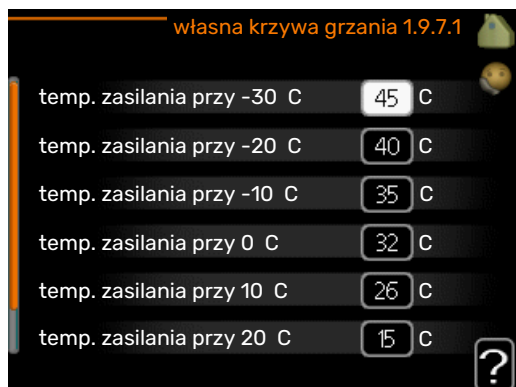 własna krzywa grzania 1.9.7.1
temp. zasilania przy -30 C 45 C
temp. zasilania przy -20 C 40 C
temp. zasilania przy -10 C 35 C
temp. zasilania przy 0 C 32 C
temp. zasilania przy 10 C 26 C
temp. zasilania przy 20 C 15 C
?